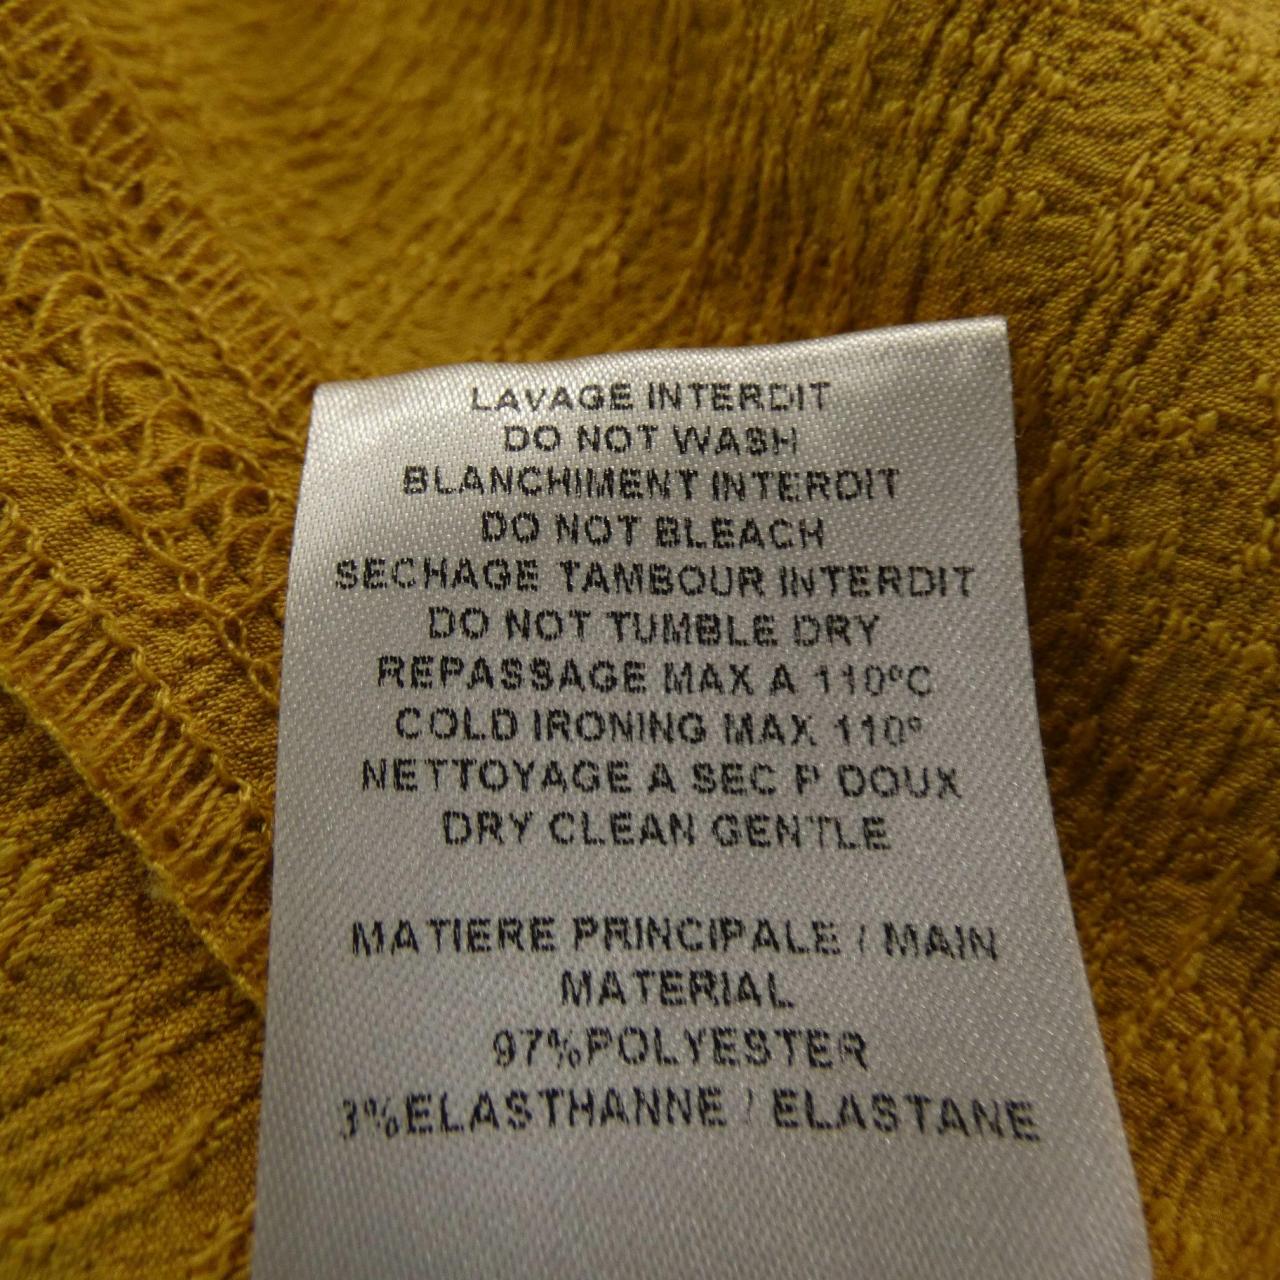 LAVAGE INTERDIT
DO NOT WASH
BLANCHIMENT INTERDIT
DO NOT BLEACH
SECHAGE TAMBOUR INTERDIT
DO NOT TUMBLE DRY
REPASSAGE MAX A 110°C
COLD IRONING MAX 110°
NETTOYAGE A SEC P DOUX
DRY CLEAN GENTLE
MATIERE PRINCIPALE / MAIN
MATERIAL
97%POLYESTER
3%ELASTHANNE / ELASTANE